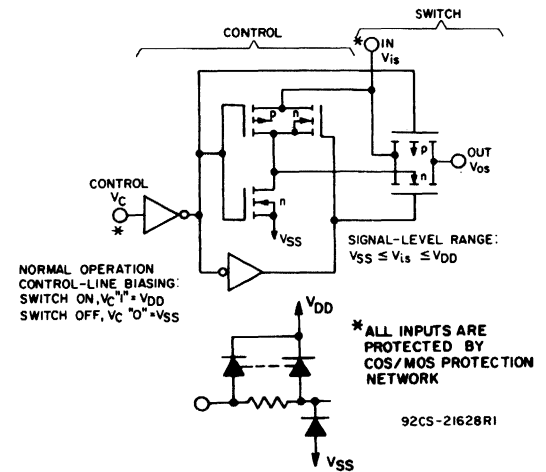 CONTROL
SWITCH
* IN
Vis
p
n
p
OUT
Vos
n
CONTROL
VC
*
n
VSS
SIGNAL-LEVEL RANGE:
VSS ≤ Vis ≤ VDD
NORMAL OPERATION
CONTROL-LINE BIASING:
SWITCH ON, VC "1" = VDD
SWITCH OFF, VC "0" = VSS
VDD
*ALL INPUTS ARE
PROTECTED BY
COS/MOS PROTECTION
NETWORK
92CS-21628R1
VSS